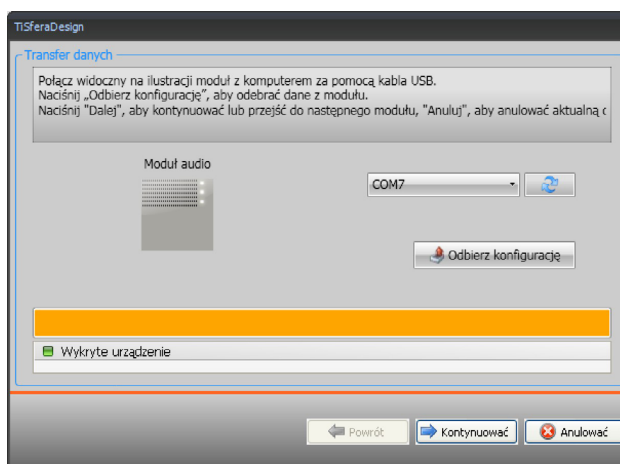 TiSferaDesign
Transfer danych
Połącz widoczny na ilustracji moduł z komputerem za pomocą kabla USB.
Naciśnij „Odbierz konfigurację”, aby odebrać dane z modułu.
Naciśnij "Dalej", aby kontynuować lub przejść do następnego modułu, "Anuluj", aby anulować aktualną
Moduł audio
COM7
Odbierz konfigurację
Wykryte urządzenie
Powrót
Kontynuować
Anulować